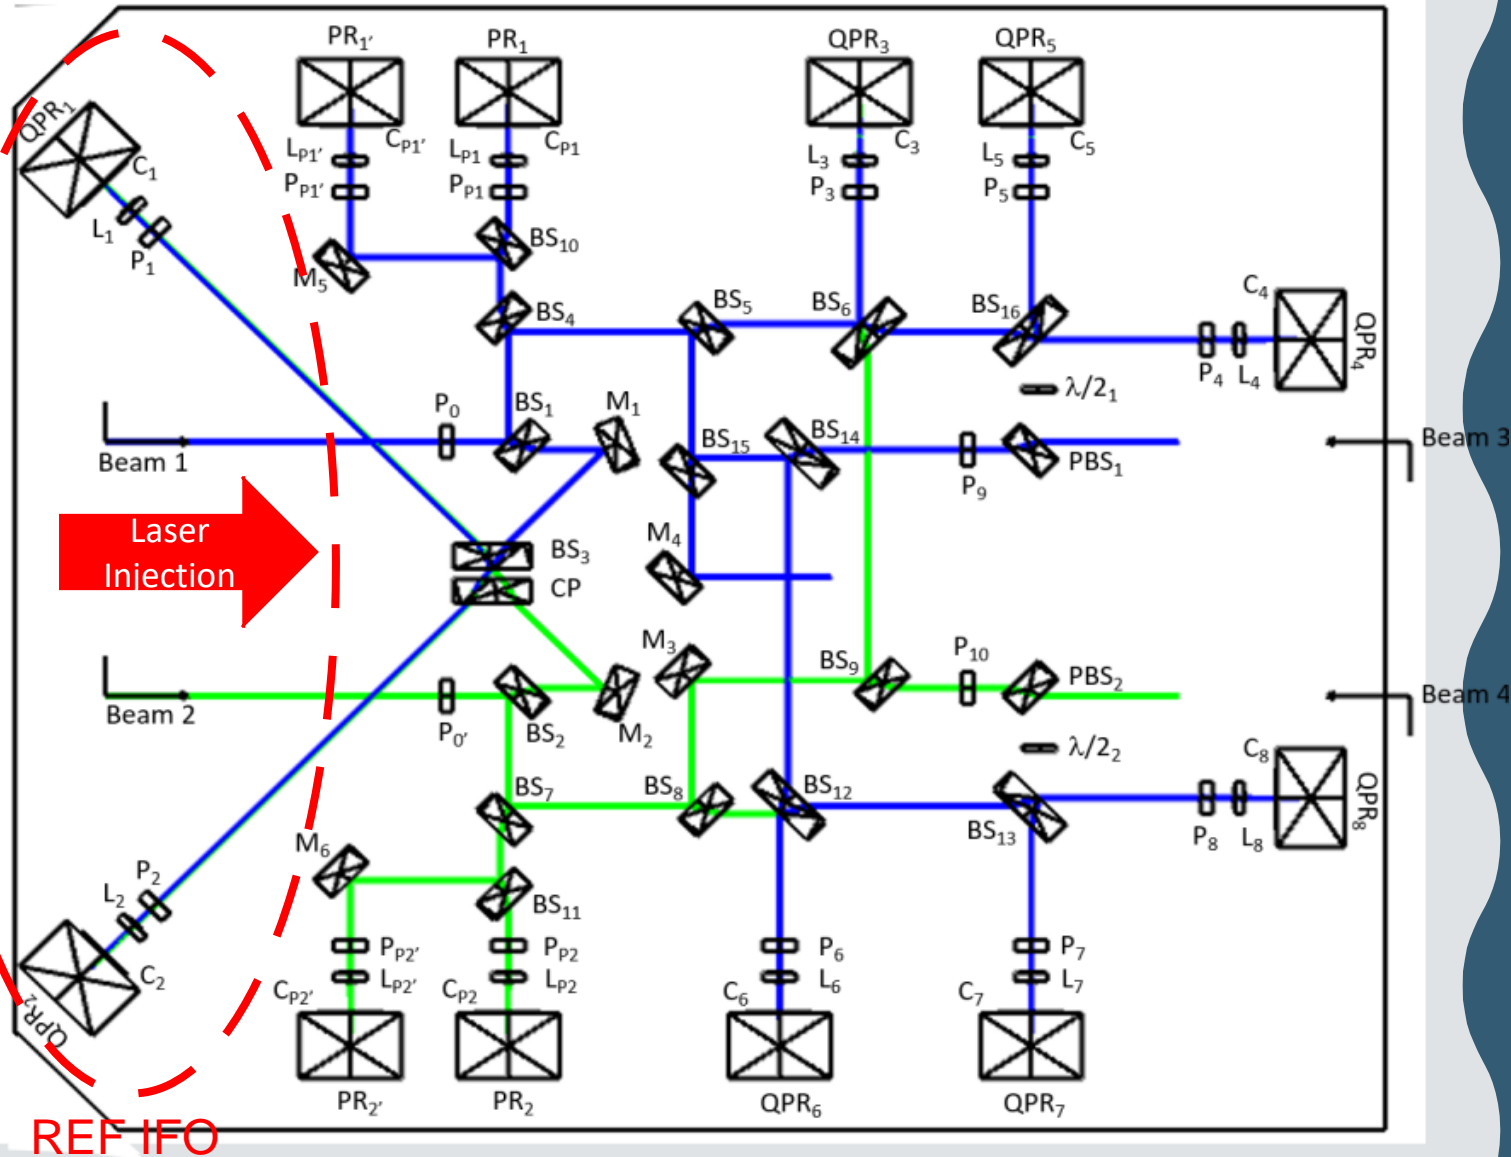 PR1'
PR1
QPR3
QPR5
QPR1
C1
CP1'
CP1
C3
C5
LP1'
LP1
L3
L5
PP1'
PP1
P3
P5
L1
P1
M5
BS10
BS4
BS5
BS6
BS16
C4
QPR4
P4
L4
λ/21
P0
BS1
M1
BS15
BS14
Beam 1
P9
PBS1
Beam 3
Laser
Injection
BS3
CP
M4
M3
BS9
P10
PBS2
Beam 2
P0'
BS2
M2
Beam 4
λ/22
C8
QPR8
BS7
BS8
BS12
BS13
P8
L8
M6
P2
L2
BS11
PP2'
PP2
P6
P7
C2
QPR2
CP2'
LP2'
CP2
LP2
C6
L6
C7
L7
PR2'
PR2
QPR6
QPR7
REF IFO